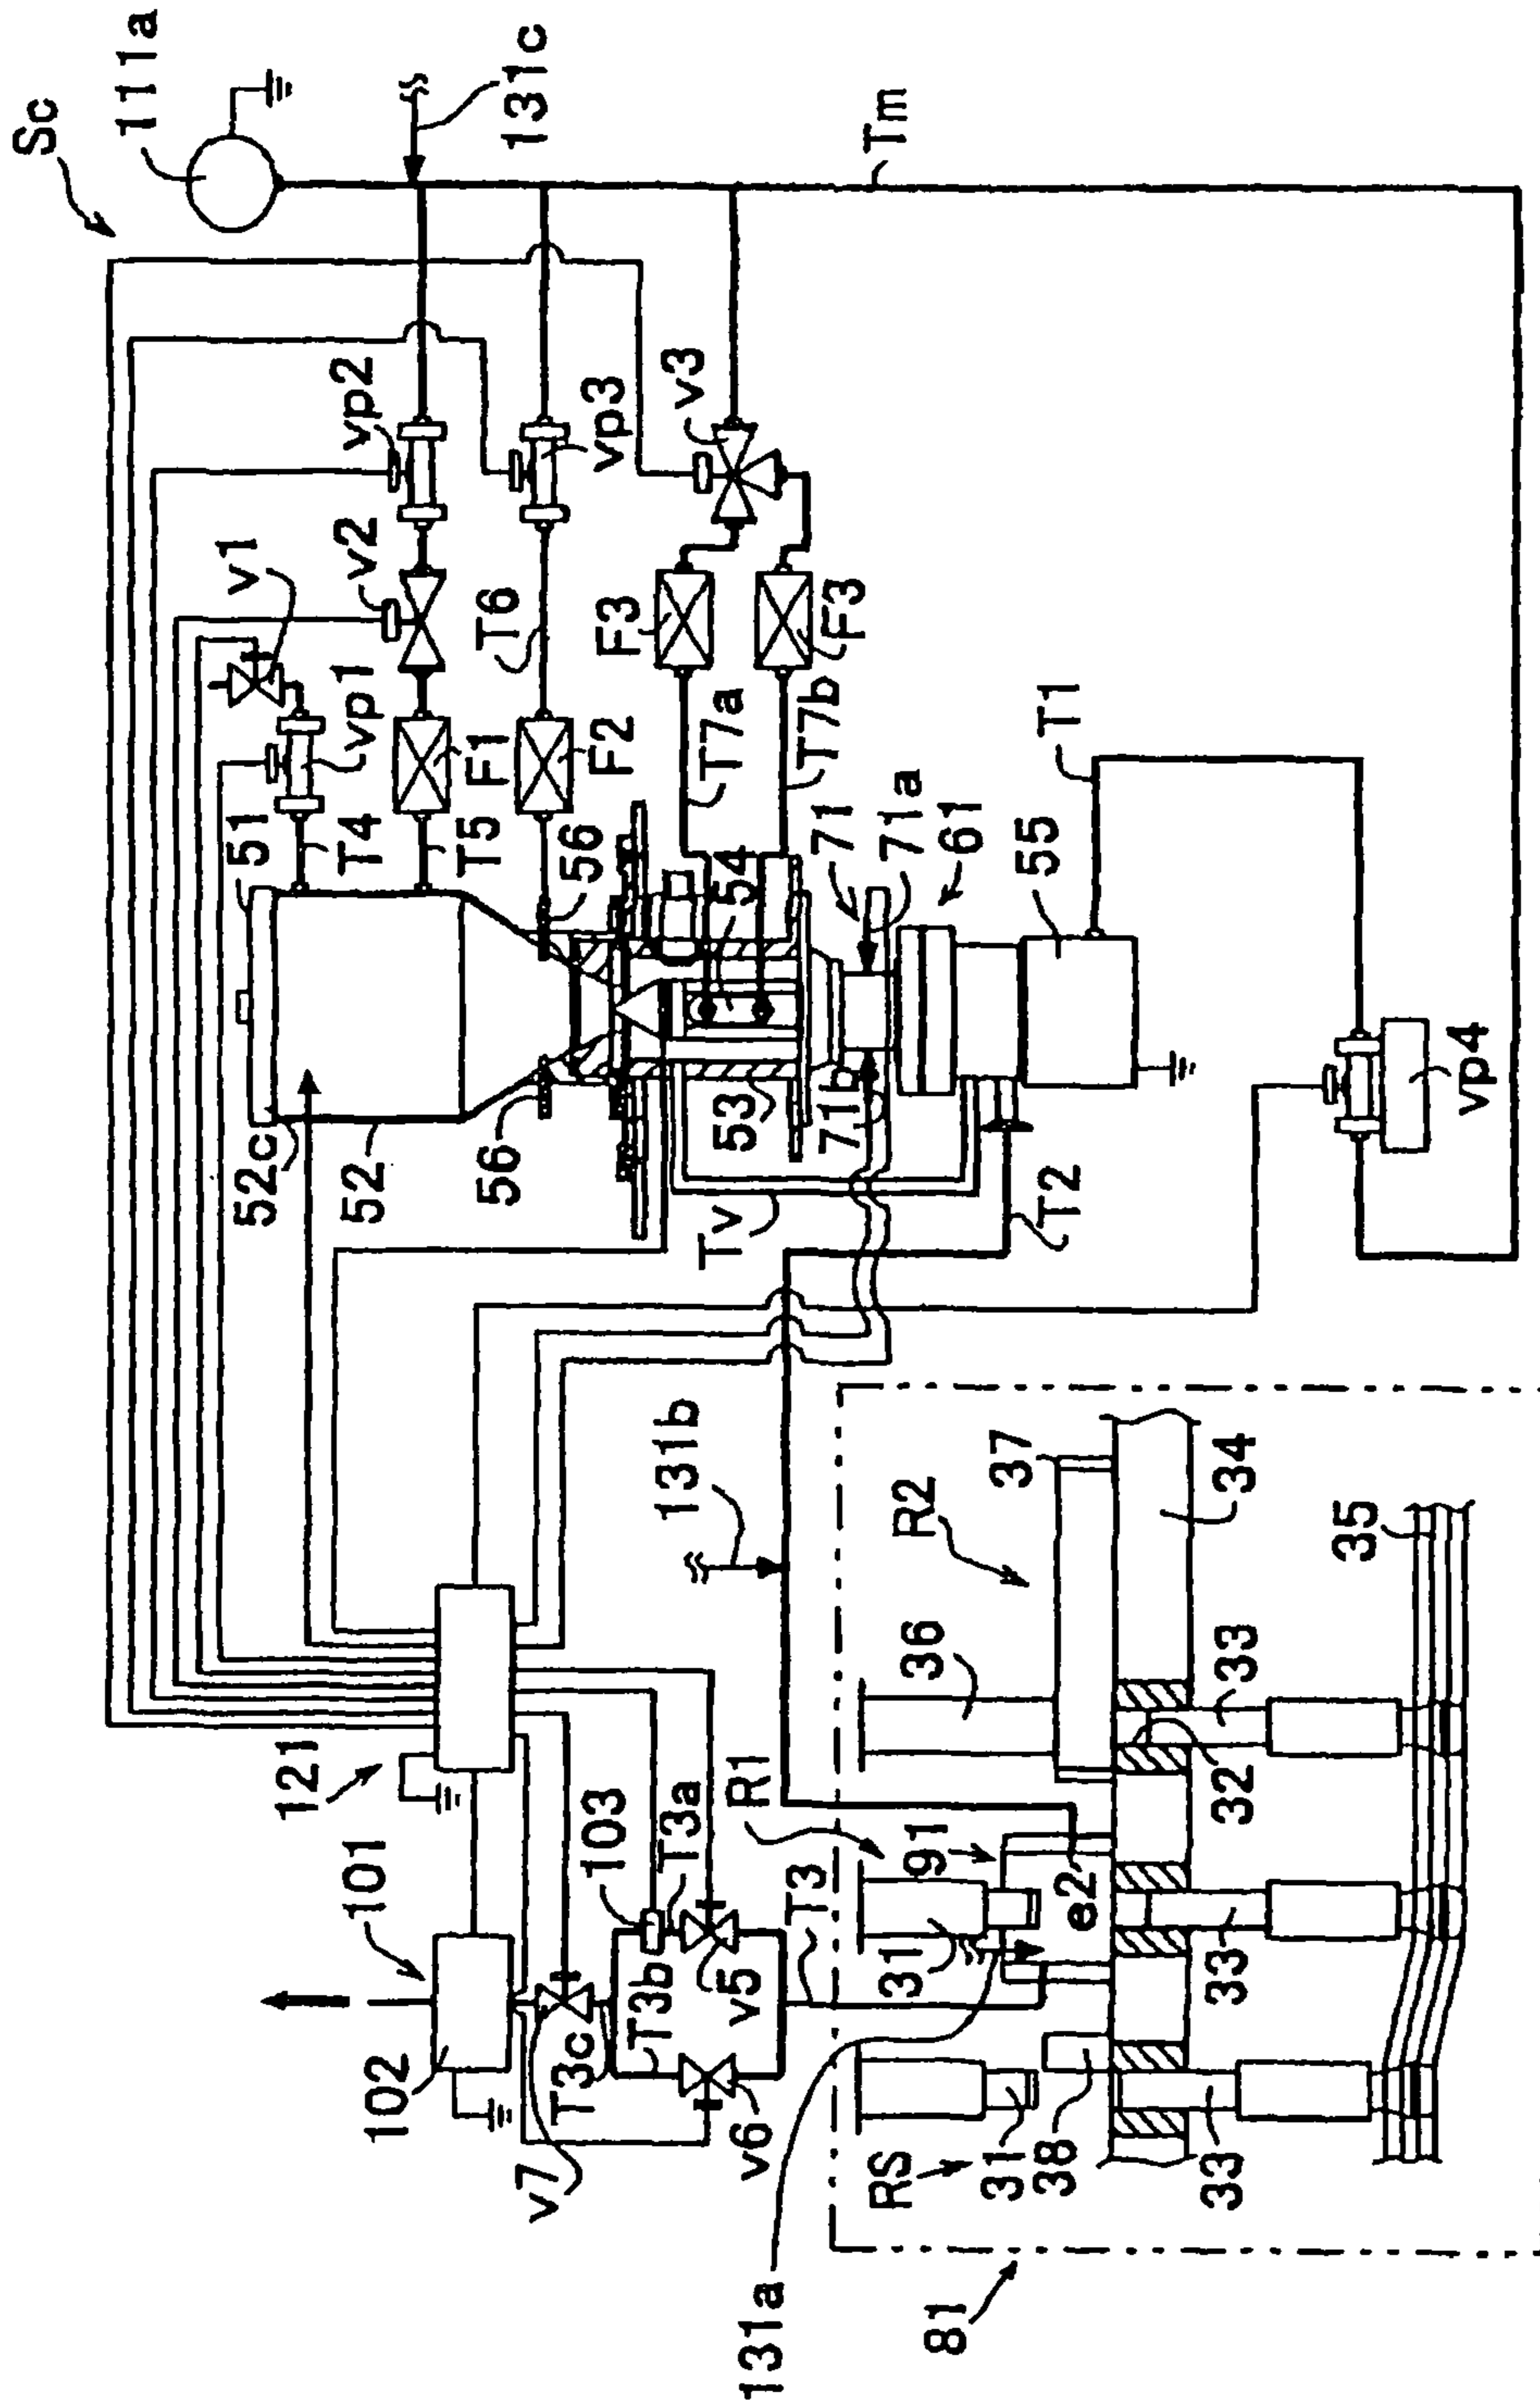 Sc
111a
131c
Tm
vp2
v1
v2
vp3
v3
T6
vp1
F3
F3
51
T4
F1
T5
F2
T7a
T7b
56
54
71
71a
61
55
T1
52c
52
56
53
71b
Tv
T2
vp4
131b
121
101
102
103
T3a
T3b
T3c
v5
v6
v7
T3
R1
91
e2
31
131a
RS
31
38
33
33
32
33
36
R2
37
34
35
81